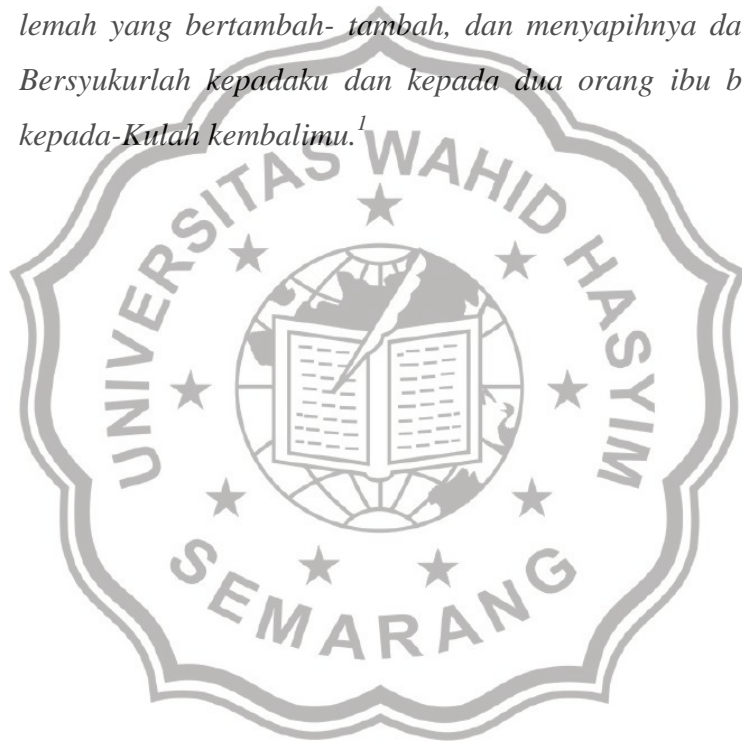 lemah yang bertambah- tambah, dan menyapihnya da
Bersyukurlah kepadaku dan kepada dua orang ibu b
kepada-Kulah kembalimu.¹
UNIVERSITAS WAHID HASYIM
SEMARANG